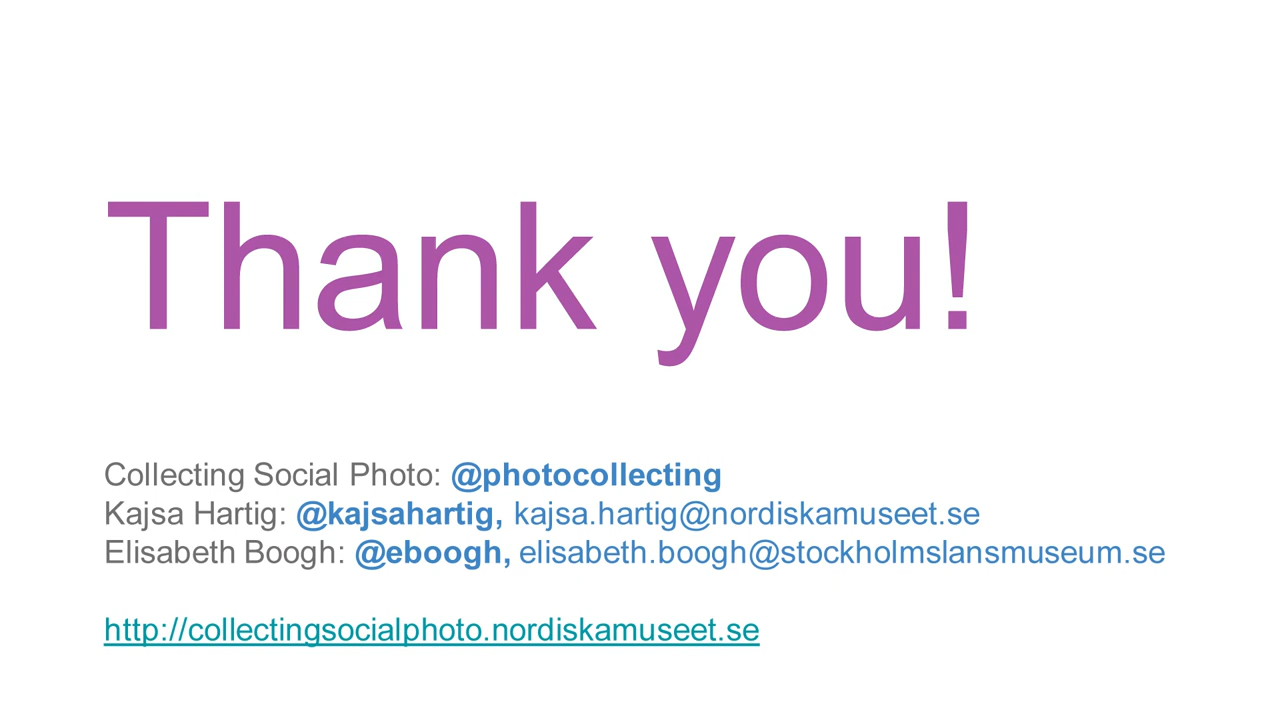 Thank you!
Collecting Social Photo: @photocollecting
Kajsa Hartig: @kajsahartig, kajsa.hartig@nordiskamuseet.se
Elisabeth Boogh: @eboogh, elisabeth.boogh@stockholmslansmuseum.se
http://collectingsocialphoto.nordiskamuseet.se